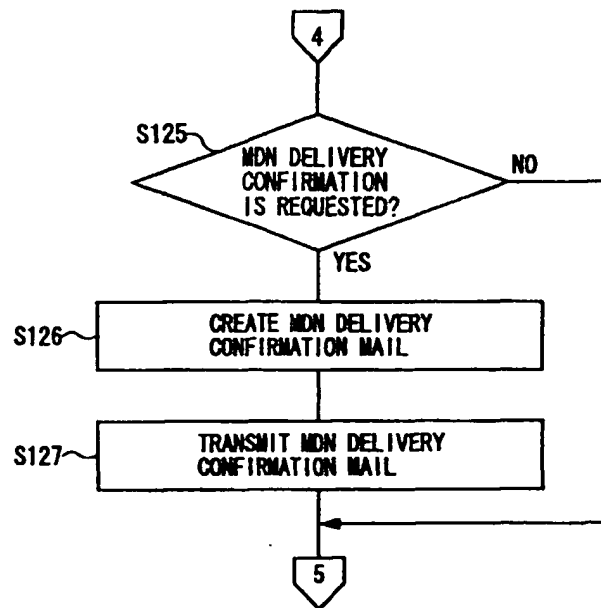 4
S125
MDN DELIVERY
CONFIRMATION
IS REQUESTED?
NO
YES
S126
CREATE MDN DELIVERY
CONFIRMATION MAIL
S127
TRANSMIT MDN DELIVERY
CONFIRMATION MAIL
5